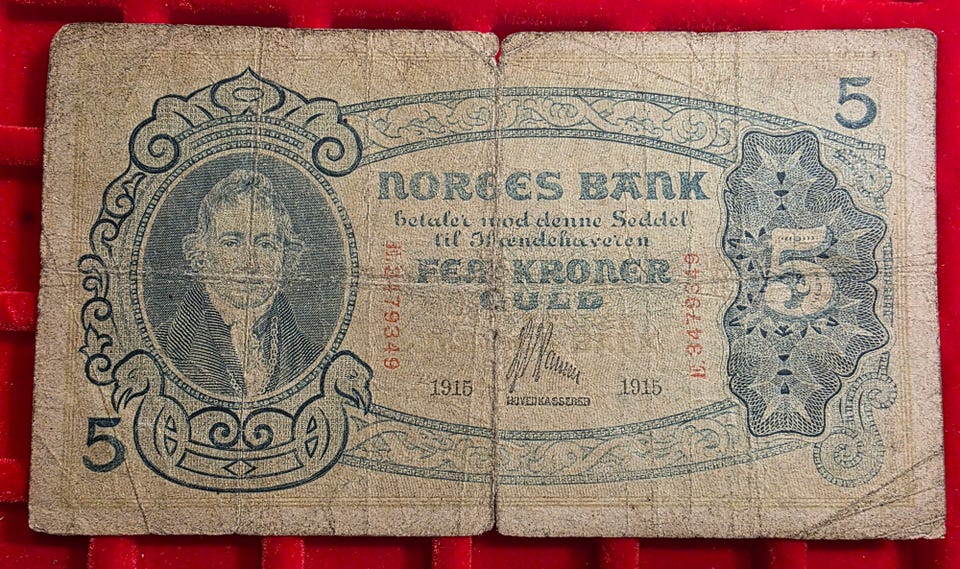 5
NORGES BANK
betaler mod denne Seddel
til Ihændehaveren
FEM KRONER
GULD
5
3479349
3479349
1915 1915
HOVEDKASSERER
5